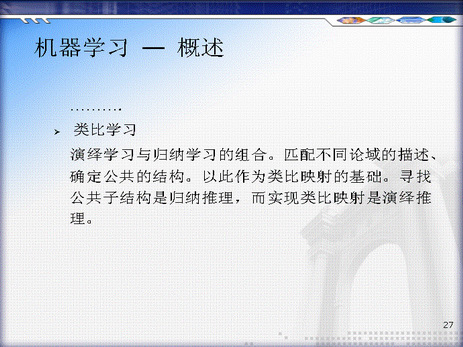 机器学习 — 概述
……….
类比学习
演绎学习与归纳学习的组合。匹配不同论域的描述、
确定公共的结构。以此作为类比映射的基础。寻找
公共子结构是归纳推理，而实现类比映射是演绎推
理。
27